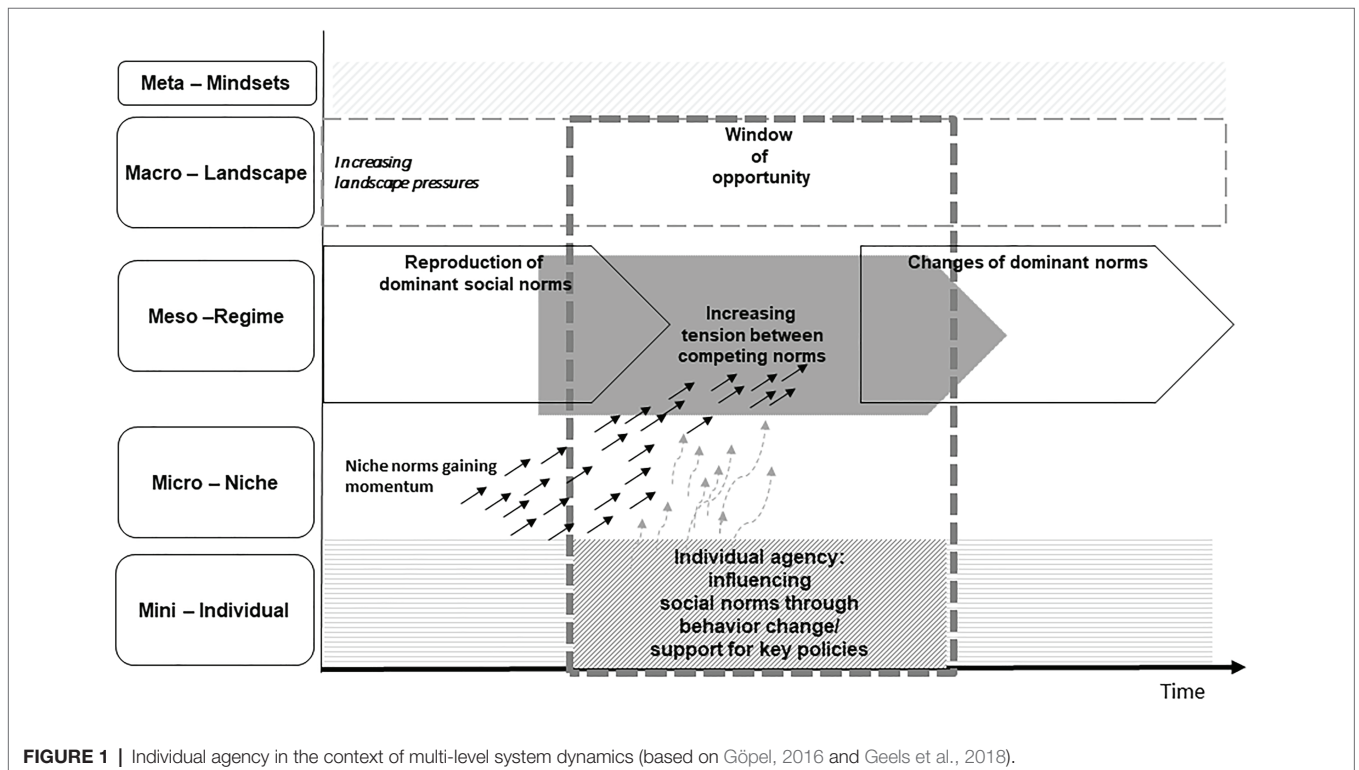 Meta – Mindsets
Macro – Landscape
Increasing
landscape pressures
Window
of
opportunity
Meso –Regime
Reproduction of
dominant social norms
Increasing
tension between
competing norms
Changes of dominant norms
Micro – Niche
Niche norms gaining
momentum
Mini – Individual
Individual agency:
influencing
social norms through
behavior change/
support for key policies
Time
FIGURE 1 | Individual agency in the context of multi-level system dynamics (based on Göpel, 2016 and Geels et al., 2018).